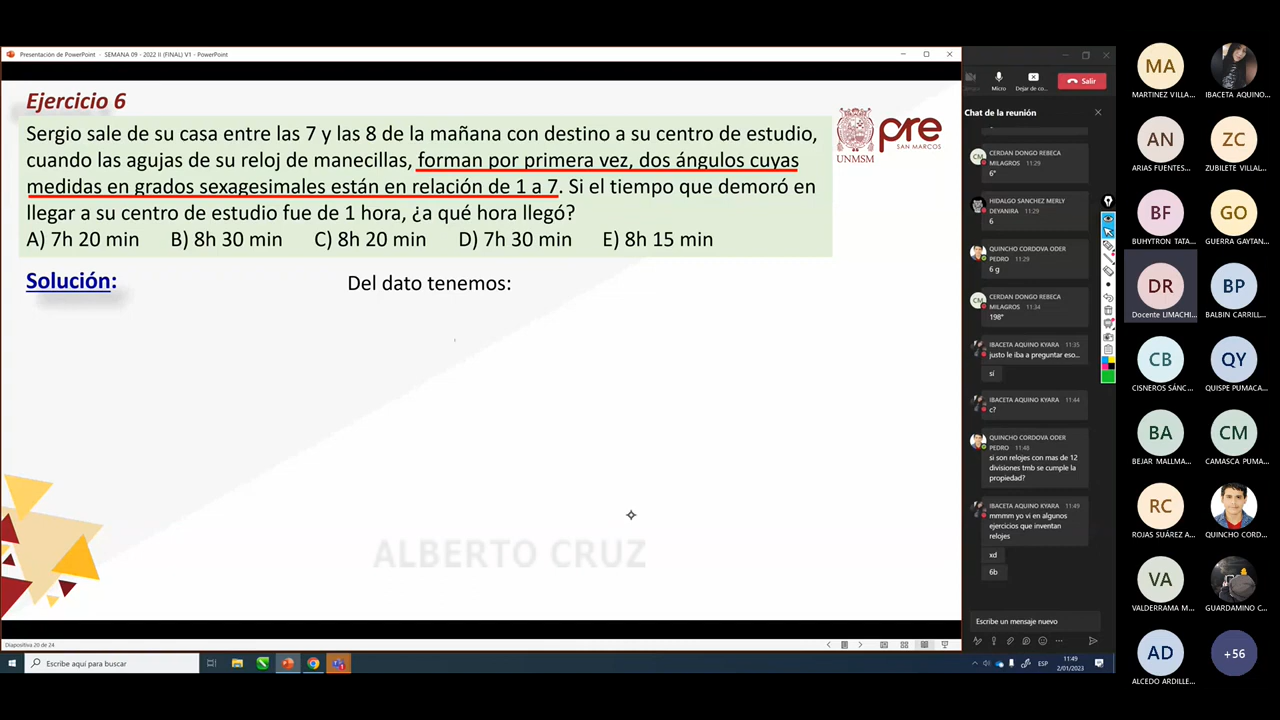 Presentación de PowerPoint - SEMANA 09 - 2022 II (FINAL) V1 - PowerPoint
Ejercicio 6
Sergio sale de su casa entre las 7 y las 8 de la mañana con destino a su centro de estudio,
cuando las agujas de su reloj de manecillas, forman por primera vez, dos ángulos cuyas
medidas en grados sexagesimales están en relación de 1 a 7. Si el tiempo que demoró en
llegar a su centro de estudio fue de 1 hora, ¿a qué hora llegó?
A) 7h 20 min B) 8h 30 min C) 8h 20 min D) 7h 30 min E) 8h 15 min
UNMSM
pre
SAN MARCOS
Solución:
Del dato tenemos:
ALBERTO CRUZ
Diapositiva 20 de 24
Escribe aquí para buscar
ESP
11:49
2/01/2023
Micro
Dejar de co...
Salir
Chat de la reunión
CM
CERDAN DONGO REBECA
MILAGROS 11:29
6°
HIDALGO SANCHEZ MERLY
DEYANIRA 11:29
6
QUINCHO CORDOVA ODER
PEDRO 11:29
6 g
CM
CERDAN DONGO REBECA
MILAGROS 11:34
198°
IBACETA AQUINO KYARA 11:35
justo le iba a preguntar eso...
sí
IBACETA AQUINO KYARA 11:44
c?
QUINCHO CORDOVA ODER
PEDRO 11:48
si son relojes con mas de 12
divisiones tmb se cumple la
propiedad?
IBACETA AQUINO KYARA 11:49
mmmm yo vi en algunos
ejercicios que inventan
relojes
xd
6b
Escribe un mensaje nuevo
MA
MARTINEZ VILLA...
IBACETA AQUINO...
AN
ARIAS FUENTES...
ZC
ZUBILETE VILLAR...
BF
BUHYTRON TATA...
GO
GUERRA GAYTAN...
DR
Docente LIMACHI...
BP
BALBIN CARRILL...
CB
CISNEROS SÁNC...
QY
QUISPE PUMACA...
BA
BEJAR MALLMA...
CM
CAMASCA PUMA...
RC
ROJAS SUÁREZ A...
QUINCHO CORD...
VA
VALDERRAMA M...
GUARDAMINO C...
AD
ALCEDO ARDILLE...
+56